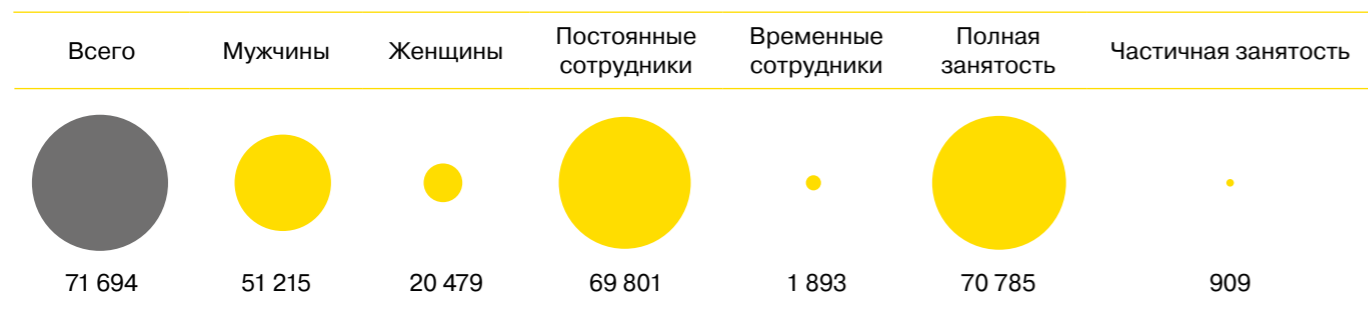 Всего
Мужчины
Женщины
Постоянные
сотрудники
Временные
сотрудники
Полная
занятость
Частичная занятость
71 694
51 215
20 479
69 801
1 893
70 785
909